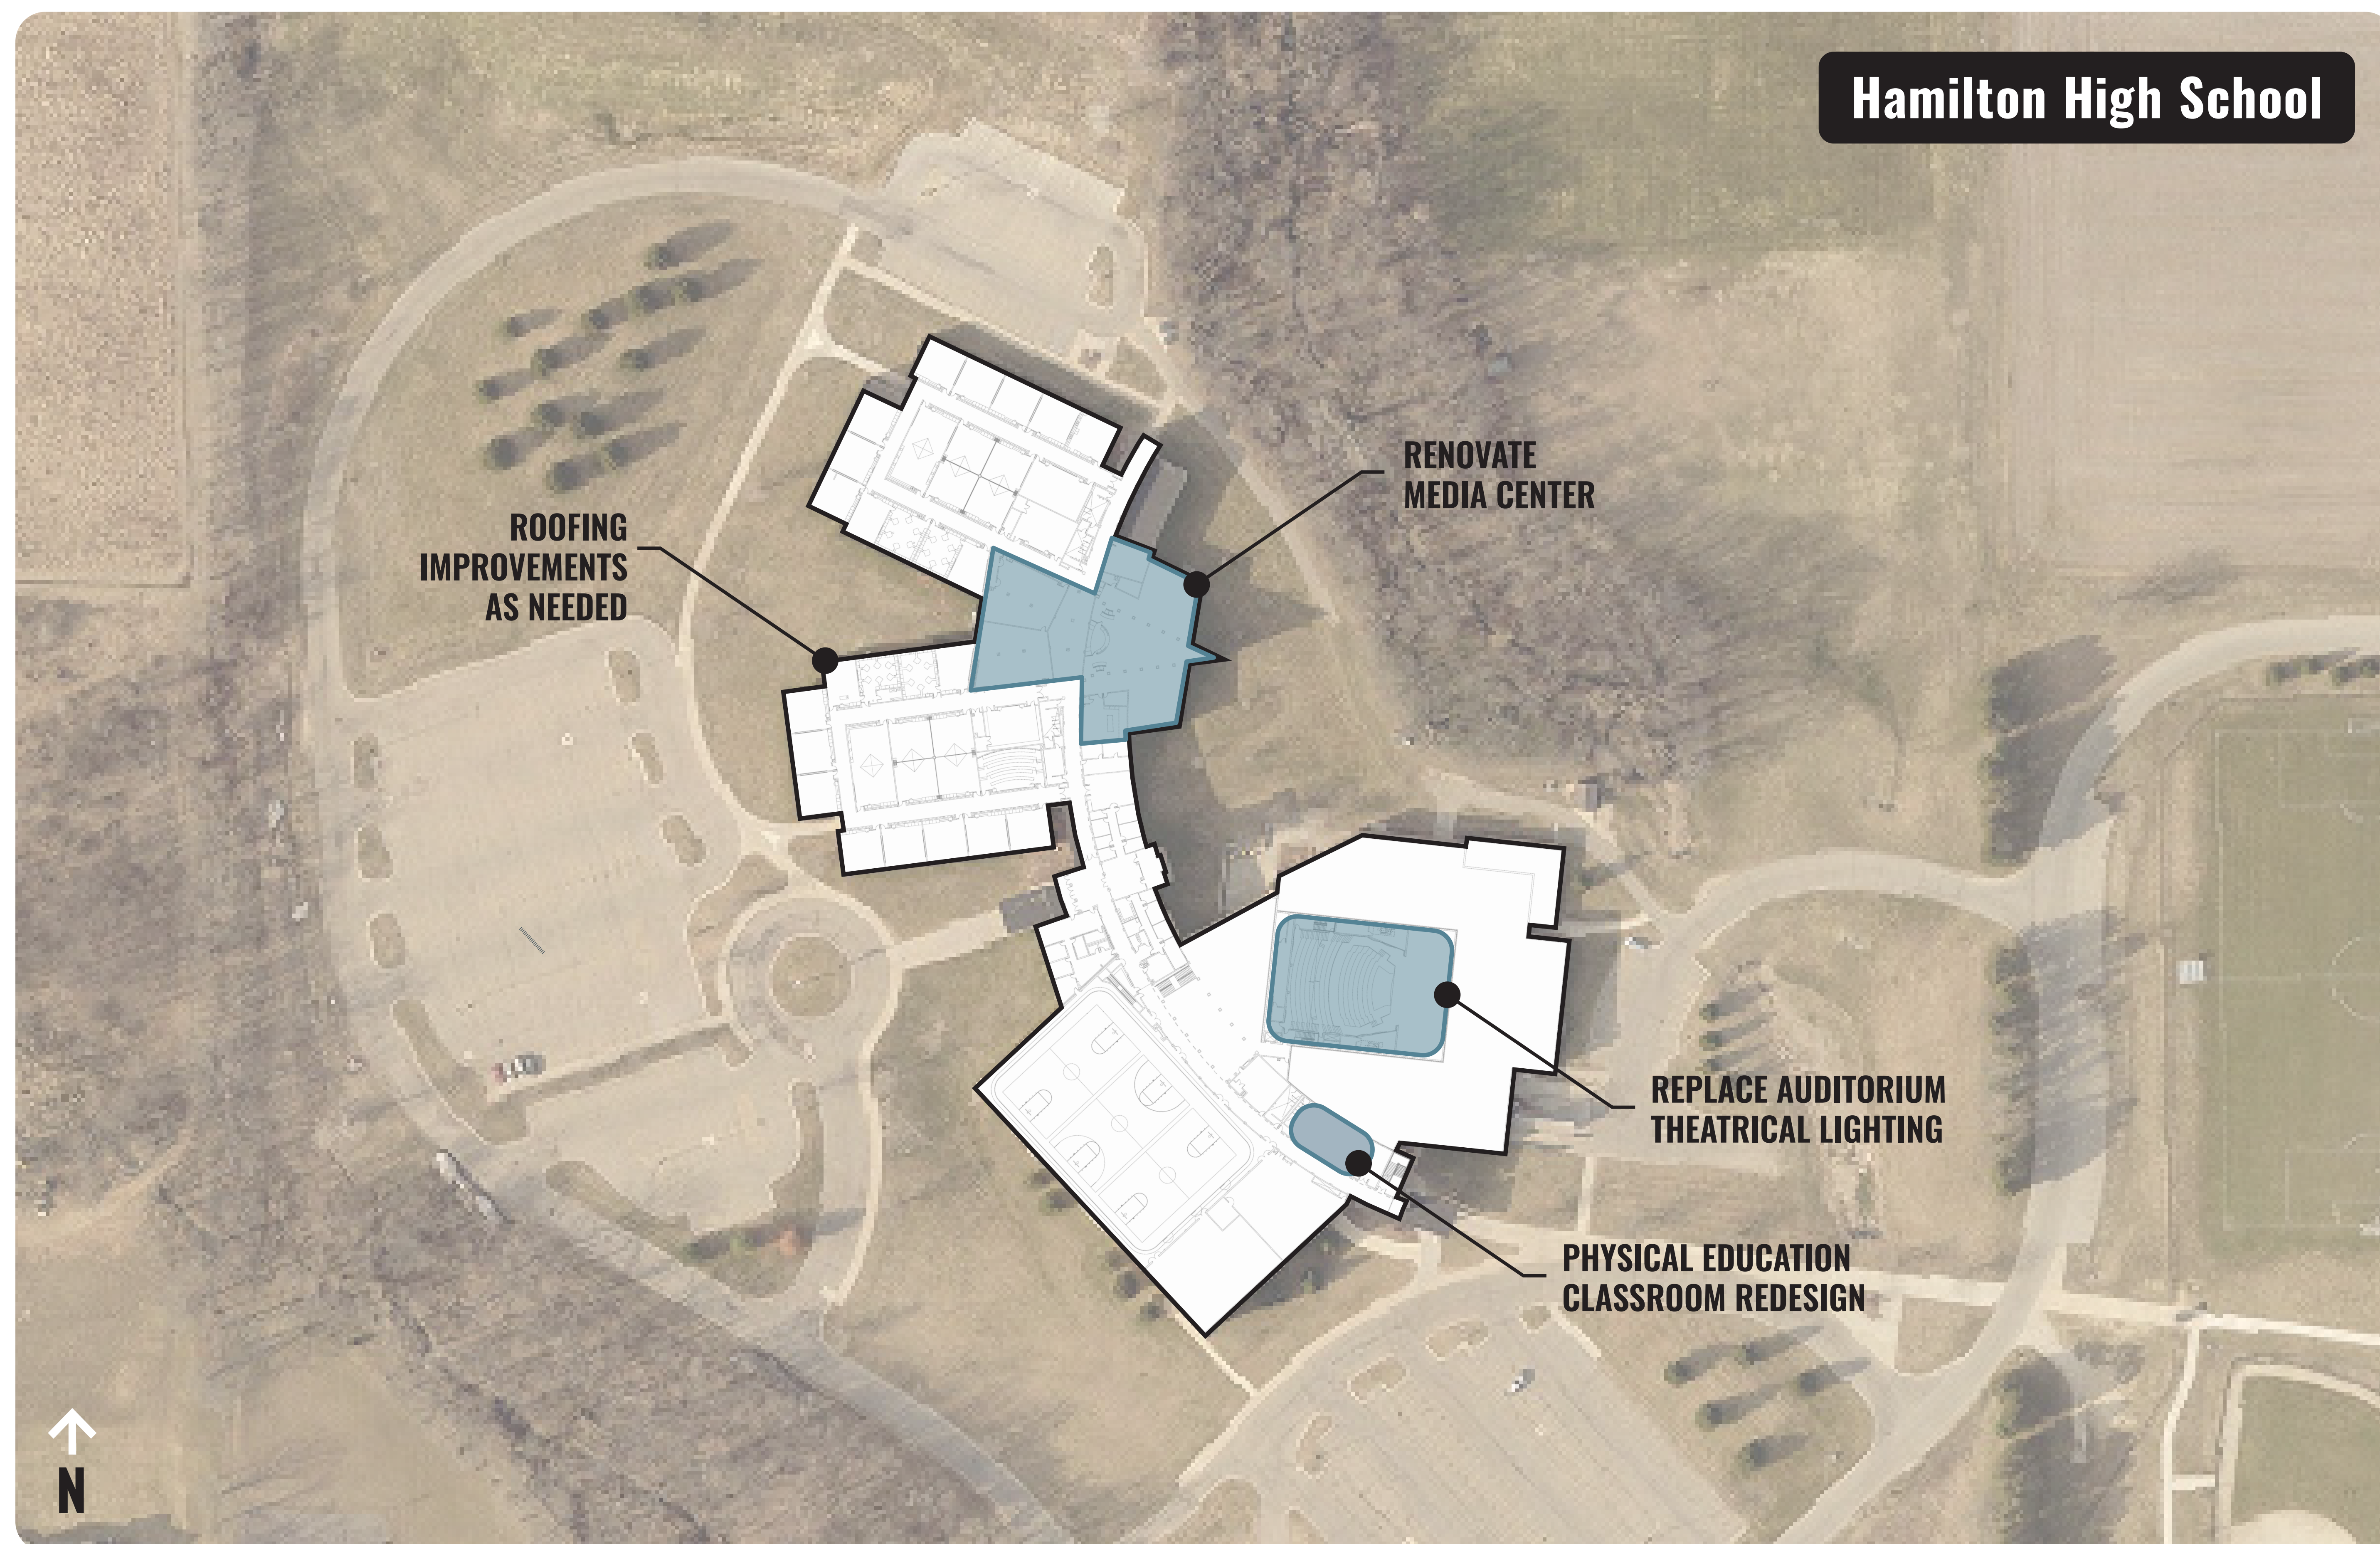 Hamilton High School
RENOVATE
MEDIA CENTER
ROOFING
IMPROVEMENTS
AS NEEDED
REPLACE AUDITORIUM
THEATRICAL LIGHTING
PHYSICAL EDUCATION
CLASSROOM REDESIGN
N